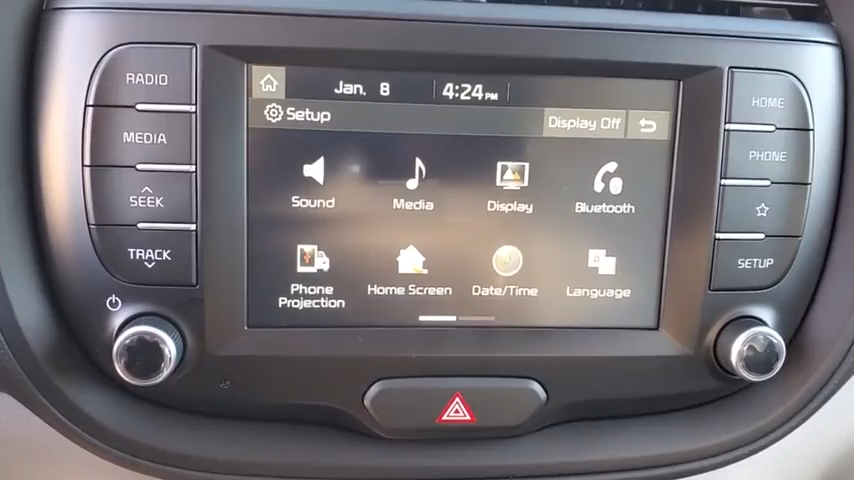 RADIO
MEDIA
SEEK
TRACK
Jan. 8 4:24 PM
Setup Display Off
Sound Media Display Bluetooth
Phone Projection Home Screen Date/Time Language
HOME
PHONE
SETUP